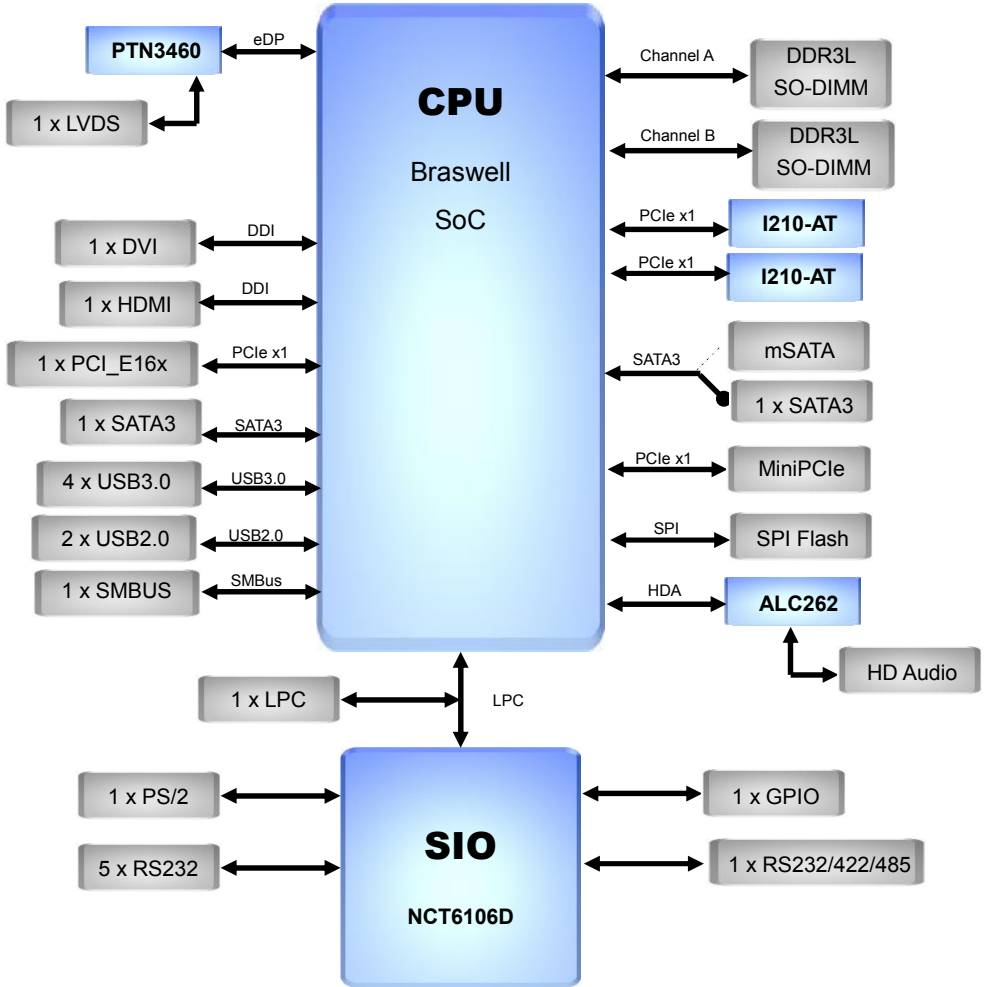 PTN3460
eDP
1 x LVDS
CPU
Braswell
SoC
Channel A
DDR3L
SO-DIMM
Channel B
DDR3L
SO-DIMM
1 x DVI
DDI
PCIe x1
I210-AT
PCIe x1
I210-AT
1 x HDMI
DDI
1 x PCI_E16x
PCIe x1
SATA3
mSATA
1 x SATA3
1 x SATA3
SATA3
4 x USB3.0
USB3.0
PCIe x1
MiniPCIe
2 x USB2.0
USB2.0
SPI
SPI Flash
1 x SMBUS
SMBus
HDA
ALC262
HD Audio
1 x LPC
LPC
1 x PS/2
SIO
NCT6106D
1 x GPIO
5 x RS232
1 x RS232/422/485